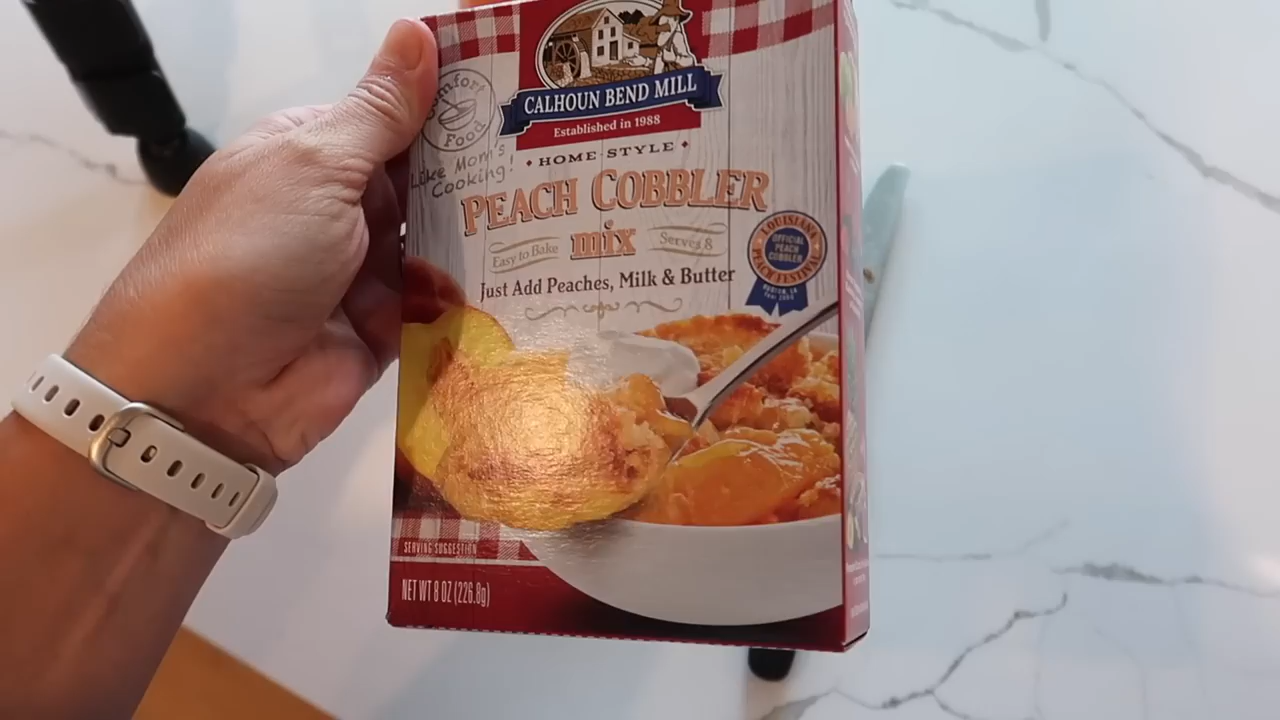 CALHOUN BEND MILL
Established in 1988
Comfort
Food
Like Mom's
Cooking!
HOME-STYLE
PEACH COBBLER
mix
Easy to Bake
Serves 8
Just Add Peaches, Milk & Butter
LOUISIANA
OFFICIAL
PEACH
COBBLER
PEACH FESTIVAL
RUSTON, LA
SERVING SUGGESTION
NET WT 8 OZ (226.8g)